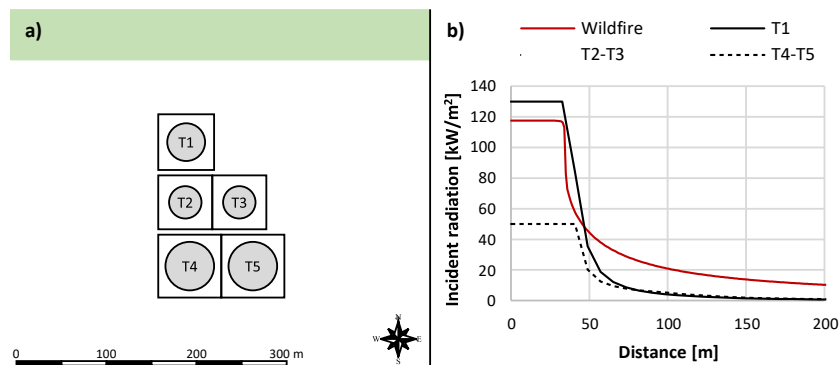 a)
T1
T2
T3
T4
T5
0
100
200
300 m
N
W
E
S
b)
Wildfire
T1
T2-T3
T4-T5
Incident radiation [kW/m²]
140
120
100
80
60
40
20
0
0
50
100
150
200
Distance [m]